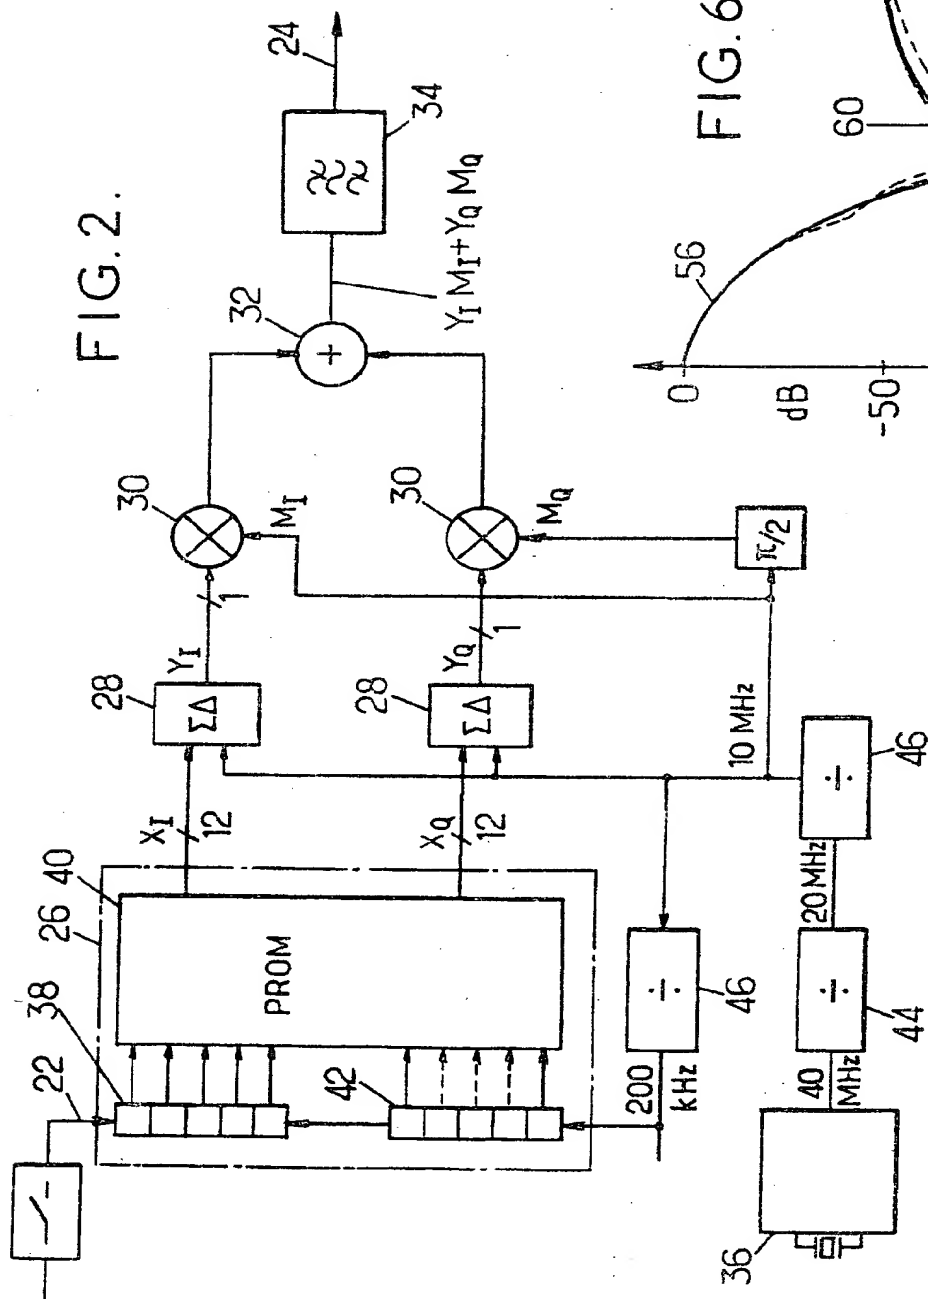 FIG.2.
24
34
32
Y_I M_I+Y_Q M_Q
30
M_I
30
M_Q
π/2
Y_I
1
Y_Q
1
28
ΣΔ
28
ΣΔ
10 MHz
X_I
12
X_Q
12
40
26
38
PROM
22
42
÷
46
200
kHz
÷
46
20MHz
÷
44
40
MHz
36
FIG.6
60
56
0
dB
-50